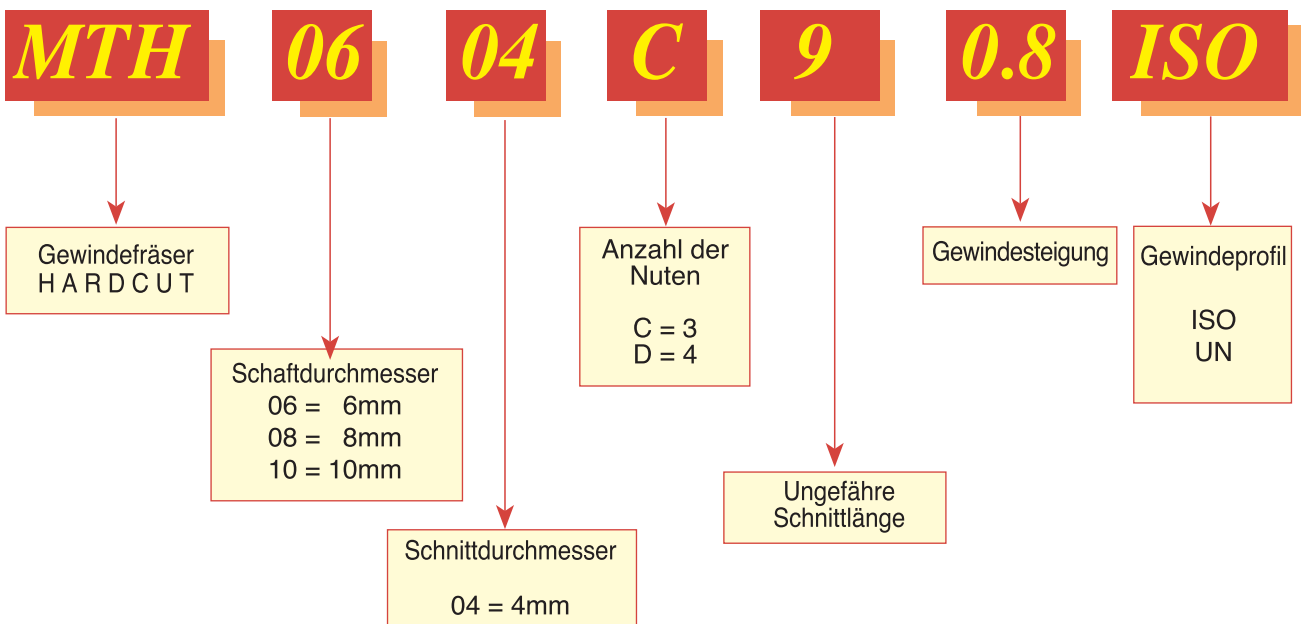 MTH 06 04 C 9 0.8 ISO
Gewindefräser
HARDCUT
Schaftdurchmesser
06 = 6mm
08 = 8mm
10 = 10mm
Schnittdurchmesser
04 = 4mm
Anzahl der
Nuten
C = 3
D = 4
Ungefähre
Schnittlänge
Gewindesteigung
Gewindeprofil
ISO
UN